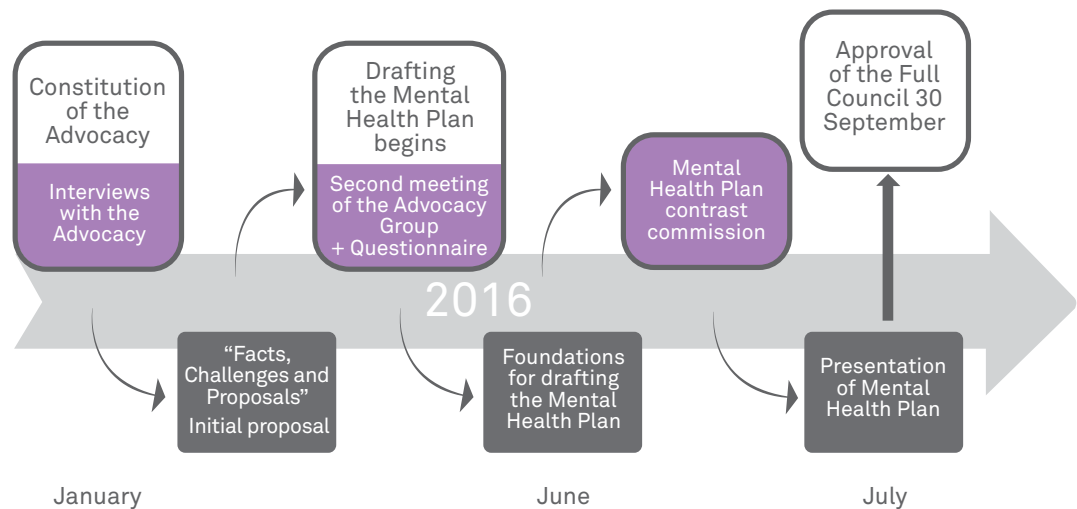 Constitution
of the
Advocacy
Interviews
with the
Advocacy
“Facts,
Challenges and
Proposals”
Initial proposal
Drafting
the Mental
Health Plan
begins
Second meeting
of the Advocacy
Group
+ Questionnaire
2016
Foundations
for drafting
the Mental
Health Plan
Mental
Health Plan
contrast
commission
Presentation
of Mental
Health Plan
Approval
of the Full
Council 30
September
January
June
July